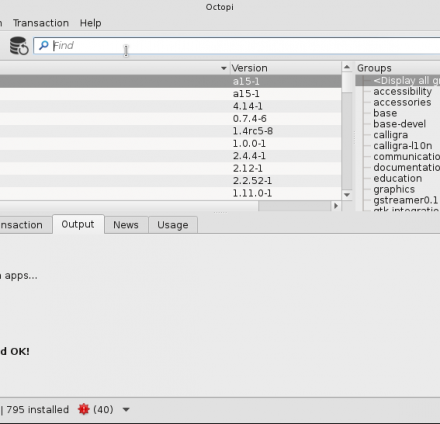 Octopi
Transaction Help
Find
Version
a15-1
a15-1
4.14-1
0.7.4-6
1.4rc5-8
1.0.0-1
2.4.4-1
2.12-1
2.2.52-1
1.11.0-1
Groups
<Display all g
accessibility
accessories
base
base-devel
calligra
calligra-l10n
communicatio
documentatio
education
graphics
gstreamer0.1
gtk integratio
nsaction Output News Usage
apps...
d OK!
| 795 installed (40)